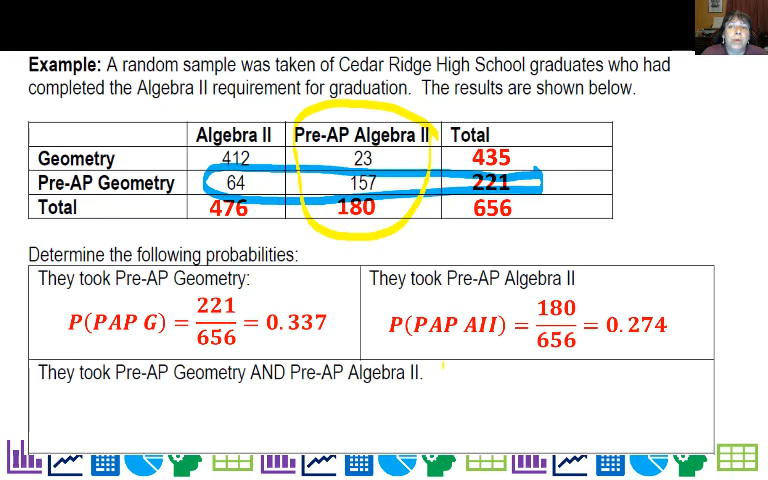 Example: A random sample was taken of Cedar Ridge High School graduates who had
completed the Algebra II requirement for graduation. The results are shown below.
Algebra II Pre-AP Algebra II Total
Geometry 412 23 435
Pre-AP Geometry 64 157 221
Total 476 180 656
Determine the following probabilities:
They took Pre-AP Geometry:
P(PAP G) = 221/656 = 0.337
They took Pre-AP Algebra II
P(PAP AII) = 180/656 = 0.274
They took Pre-AP Geometry AND Pre-AP Algebra II.